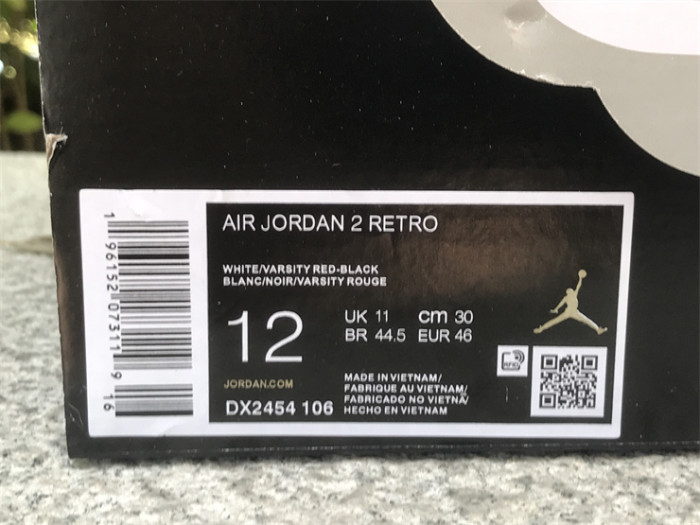 AIR JORDAN 2 RETRO
WHITE/VARSITY RED-BLACK
BLANC/NOIR/VARSITY ROUGE
12
UK 11 cm 30
BR 44.5 EUR 46
JORDAN.COM
DX2454 106
MADE IN VIETNAM/
FABRIQUE AU VIETNAM/
FABRICADO NO VIETNA/
HECHO EN VIETNAM
RFID
1 96152 07311 9 16